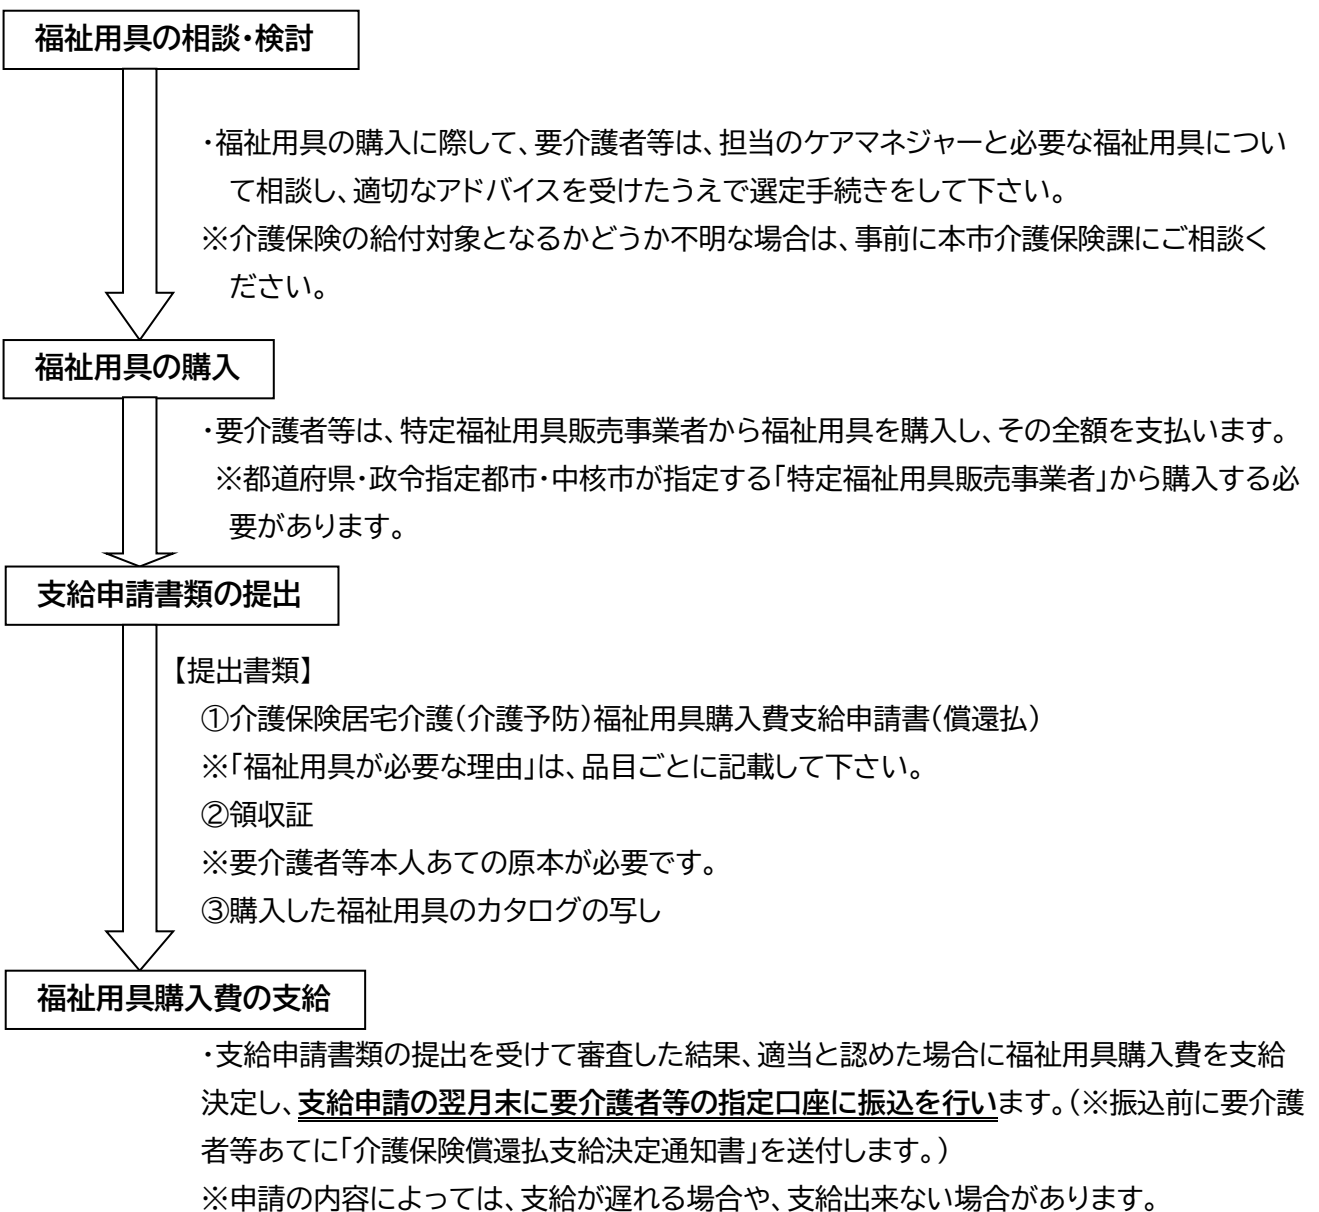 福祉用具の相談・検討
・福祉用具の購入に際して、要介護者等は、担当のケアマネジャーと必要な福祉用具につい
て相談し、適切なアドバイスを受けたうえで選定手続きをして下さい。
※介護保険の給付対象となるかどうか不明な場合は、事前に本市介護保険課にご相談く
ださい。
福祉用具の購入
・要介護者等は、特定福祉用具販売事業者から福祉用具を購入し、その全額を支払います。
※都道府県・政令指定都市・中核市が指定する「特定福祉用具販売事業者」から購入する必
要があります。
支給申請書類の提出
【提出書類】
①介護保険居宅介護(介護予防)福祉用具購入費支給申請書(償還払)
※「福祉用具が必要な理由」は、品目ごとに記載して下さい。
②領収証
※要介護者等本人あての原本が必要です。
③購入した福祉用具のカタログの写し
福祉用具購入費の支給
・支給申請書類の提出を受けて審査した結果、適当と認めた場合に福祉用具購入費を支給
決定し、支給申請の翌月末に要介護者等の指定口座に振込を行います。(※振込前に要介護
者等あてに「介護保険償還払支給決定通知書」を送付します。)
※申請の内容によっては、支給が遅れる場合や、支給出来ない場合があります。